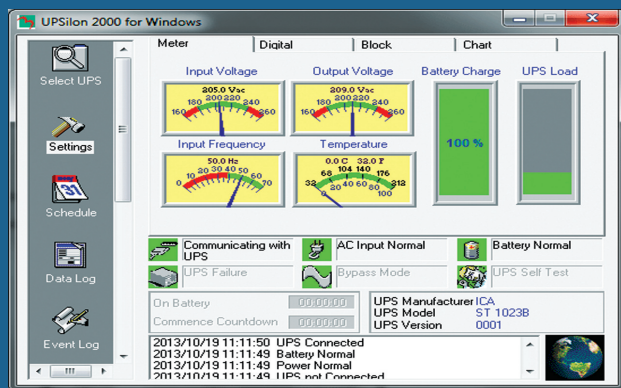 UPSilon 2000 for Windows
Meter
Digital
Block
Chart
Select UPS
Settings
Schedule
Data Log
Event Log
Input Voltage
205.0 Vac
160 180 200 220 240 260
Output Voltage
209.0 Vac
160 180 200 220 240 260
Battery Charge
100 %
UPS Load
Input Frequency
50.0 Hz
0 10 20 30 40 50 60 70
Temperature
0.0 C 32.0 F
32 68 104 140 176 212
0 20 40 60 80 100
Communicating with
UPS
AC Input Normal
Battery Normal
UPS Failure
Bypass Mode
UPS Self Test
On Battery 00:00:00
Commence Countdown 00:00:00
UPS Manufacturer ICA
UPS Model ST 1023B
UPS Version 0001
2013/10/19 11:11:50 UPS Connected
2013/10/19 11:11:49 Battery Normal
2013/10/19 11:11:49 Power Normal
2013/10/19 11:11:49 UPS not Connected